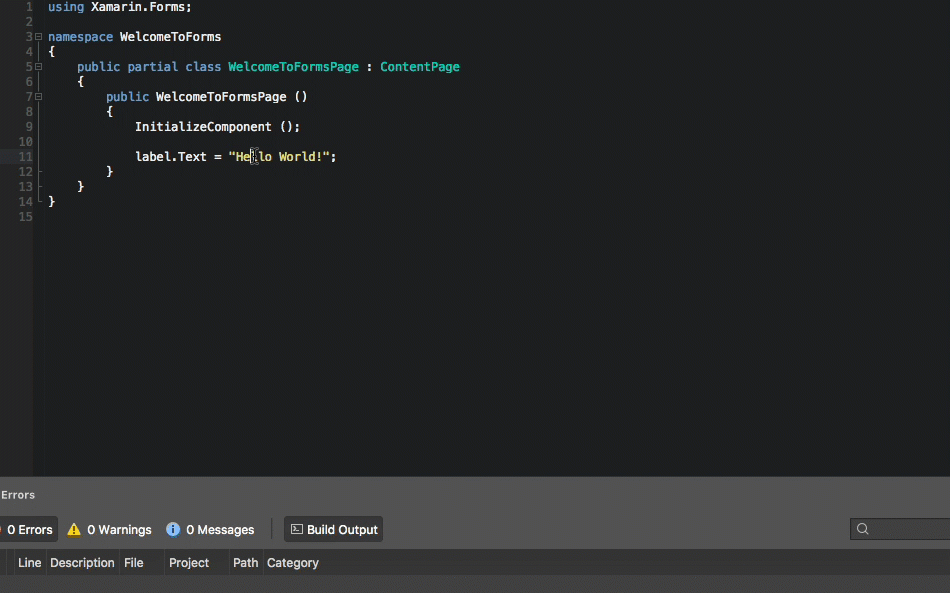 1 using Xamarin.Forms;
2
3 namespace WelcomeToForms
4 {
5 public partial class WelcomeToFormsPage : ContentPage
6 {
7 public WelcomeToFormsPage ()
8 {
9 InitializeComponent ();
10
11 label.Text = "Hello World!";
12 }
13 }
14 }
15
Errors
0 Errors 0 Warnings 0 Messages Build Output
Line Description File Project Path Category